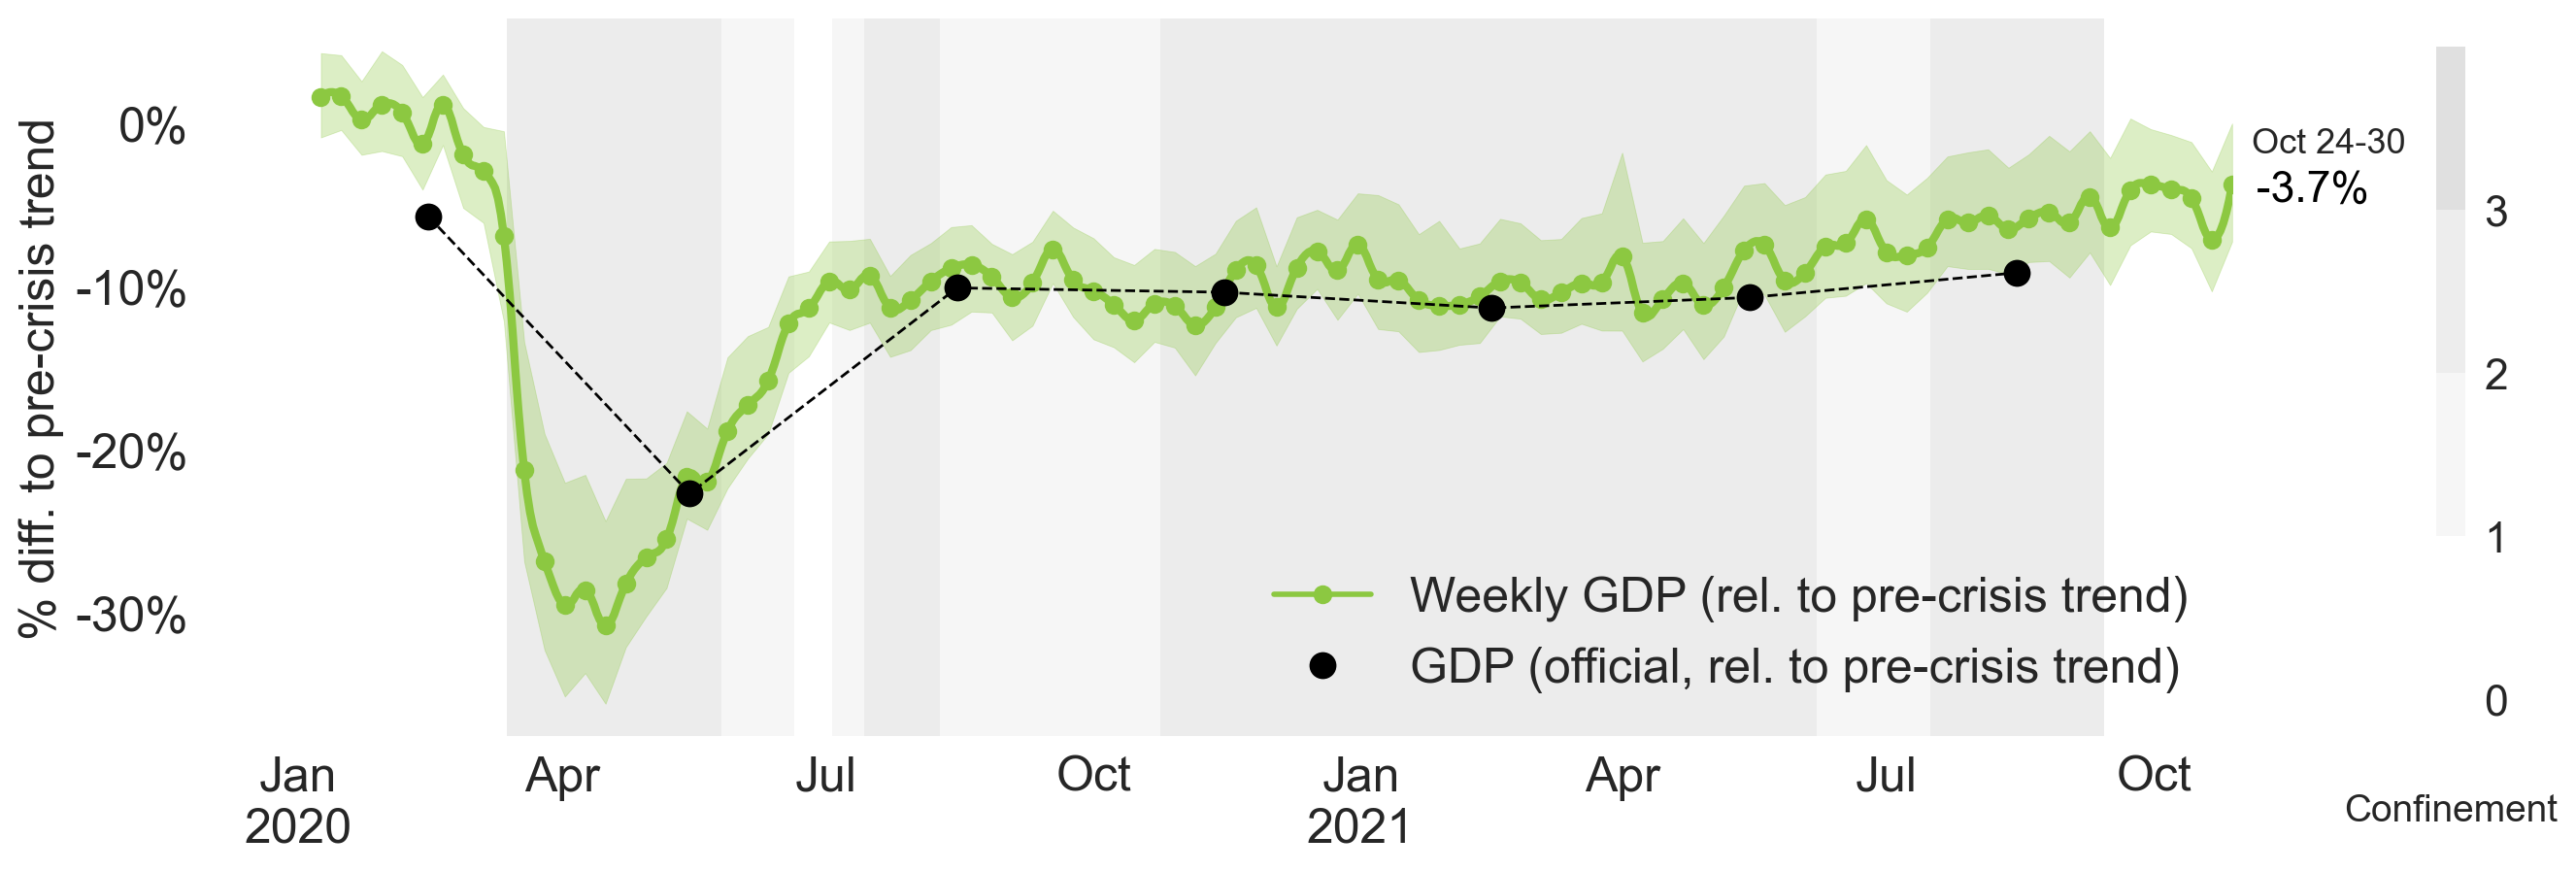 % diff. to pre-crisis trend
0%
-10%
-20%
-30%
Oct 24-30
-3.7%
Weekly GDP (rel. to pre-crisis trend)
GDP (official, rel. to pre-crisis trend)
Jan
2020
Apr
Jul
Oct
Jan
2021
Apr
Jul
Oct
3
2
1
0
Confinement